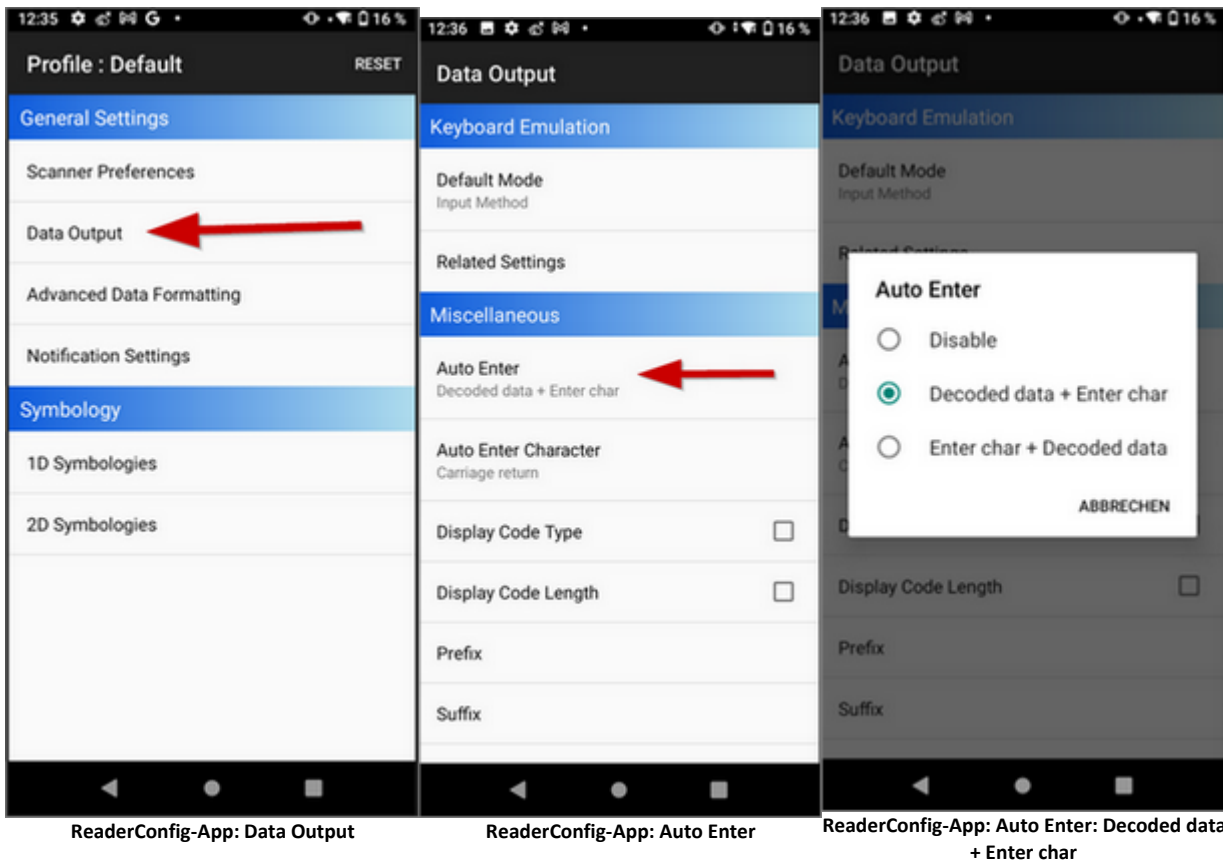 12:35 G
16 %
Profile : Default
RESET
General Settings
Scanner Preferences
Data Output
Advanced Data Formatting
Notification Settings
Symbology
1D Symbologies
2D Symbologies
ReaderConfig-App: Data Output
12:36
16 %
Data Output
Keyboard Emulation
Default Mode
Input Method
Related Settings
Miscellaneous
Auto Enter
Decoded data + Enter char
Auto Enter Character
Carriage return
Display Code Type
Display Code Length
Prefix
Suffix
ReaderConfig-App: Auto Enter
12:36
16 %
Data Output
Keyboard Emulation
Default Mode
Input Method
Auto Enter
Disable
Decoded data + Enter char
Enter char + Decoded data
ABBRECHEN
Display Code Length
Prefix
Suffix
ReaderConfig-App: Auto Enter: Decoded data
+ Enter char